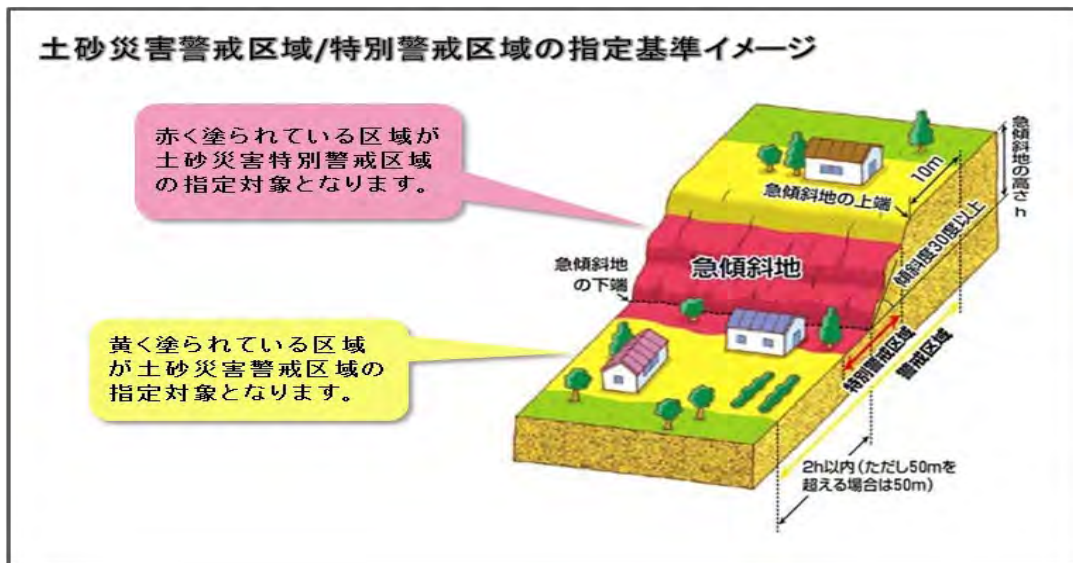 土砂災害警戒区域/特別警戒区域の指定基準イメージ
赤く塗られている区域が
土砂災害特別警戒区域
の指定対象となります。
急傾斜地の高さh
10m
急傾斜地の上端
傾斜度30度以上
急傾斜地
急傾斜地
の下端
黄く塗られている区域
が土砂災害警戒区域の
指定対象となります。
特別警戒区域
警戒区域
2h以内(ただし50mを
超える場合は50m)